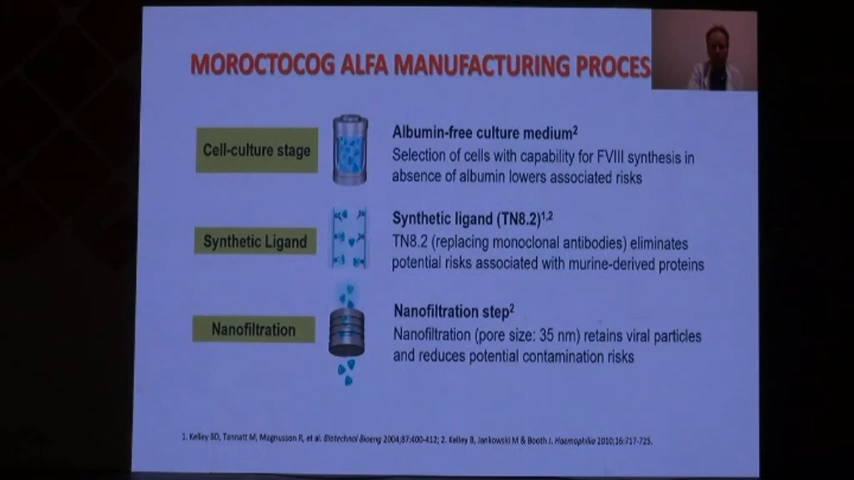 MOROCTOCOG ALFA MANUFACTURING PROCES
Cell-culture stage
Albumin-free culture medium²
Selection of cells with capability for FVIII synthesis in
absence of albumin lowers associated risks
Synthetic Ligand
Synthetic ligand (TN8.2)¹,²
TN8.2 (replacing monoclonal antibodies) eliminates
potential risks associated with murine-derived proteins
Nanofiltration
Nanofiltration step²
Nanofiltration (pore size: 35 nm) retains viral particles
and reduces potential contamination risks
1. Kelley BD, Tannatt M, Magnusson R, et al. Biotechnol Bioeng 2004;87:400-412; 2. Kelley B, Jankowski M & Booth J. Haemophilia 2010;16:717-725.